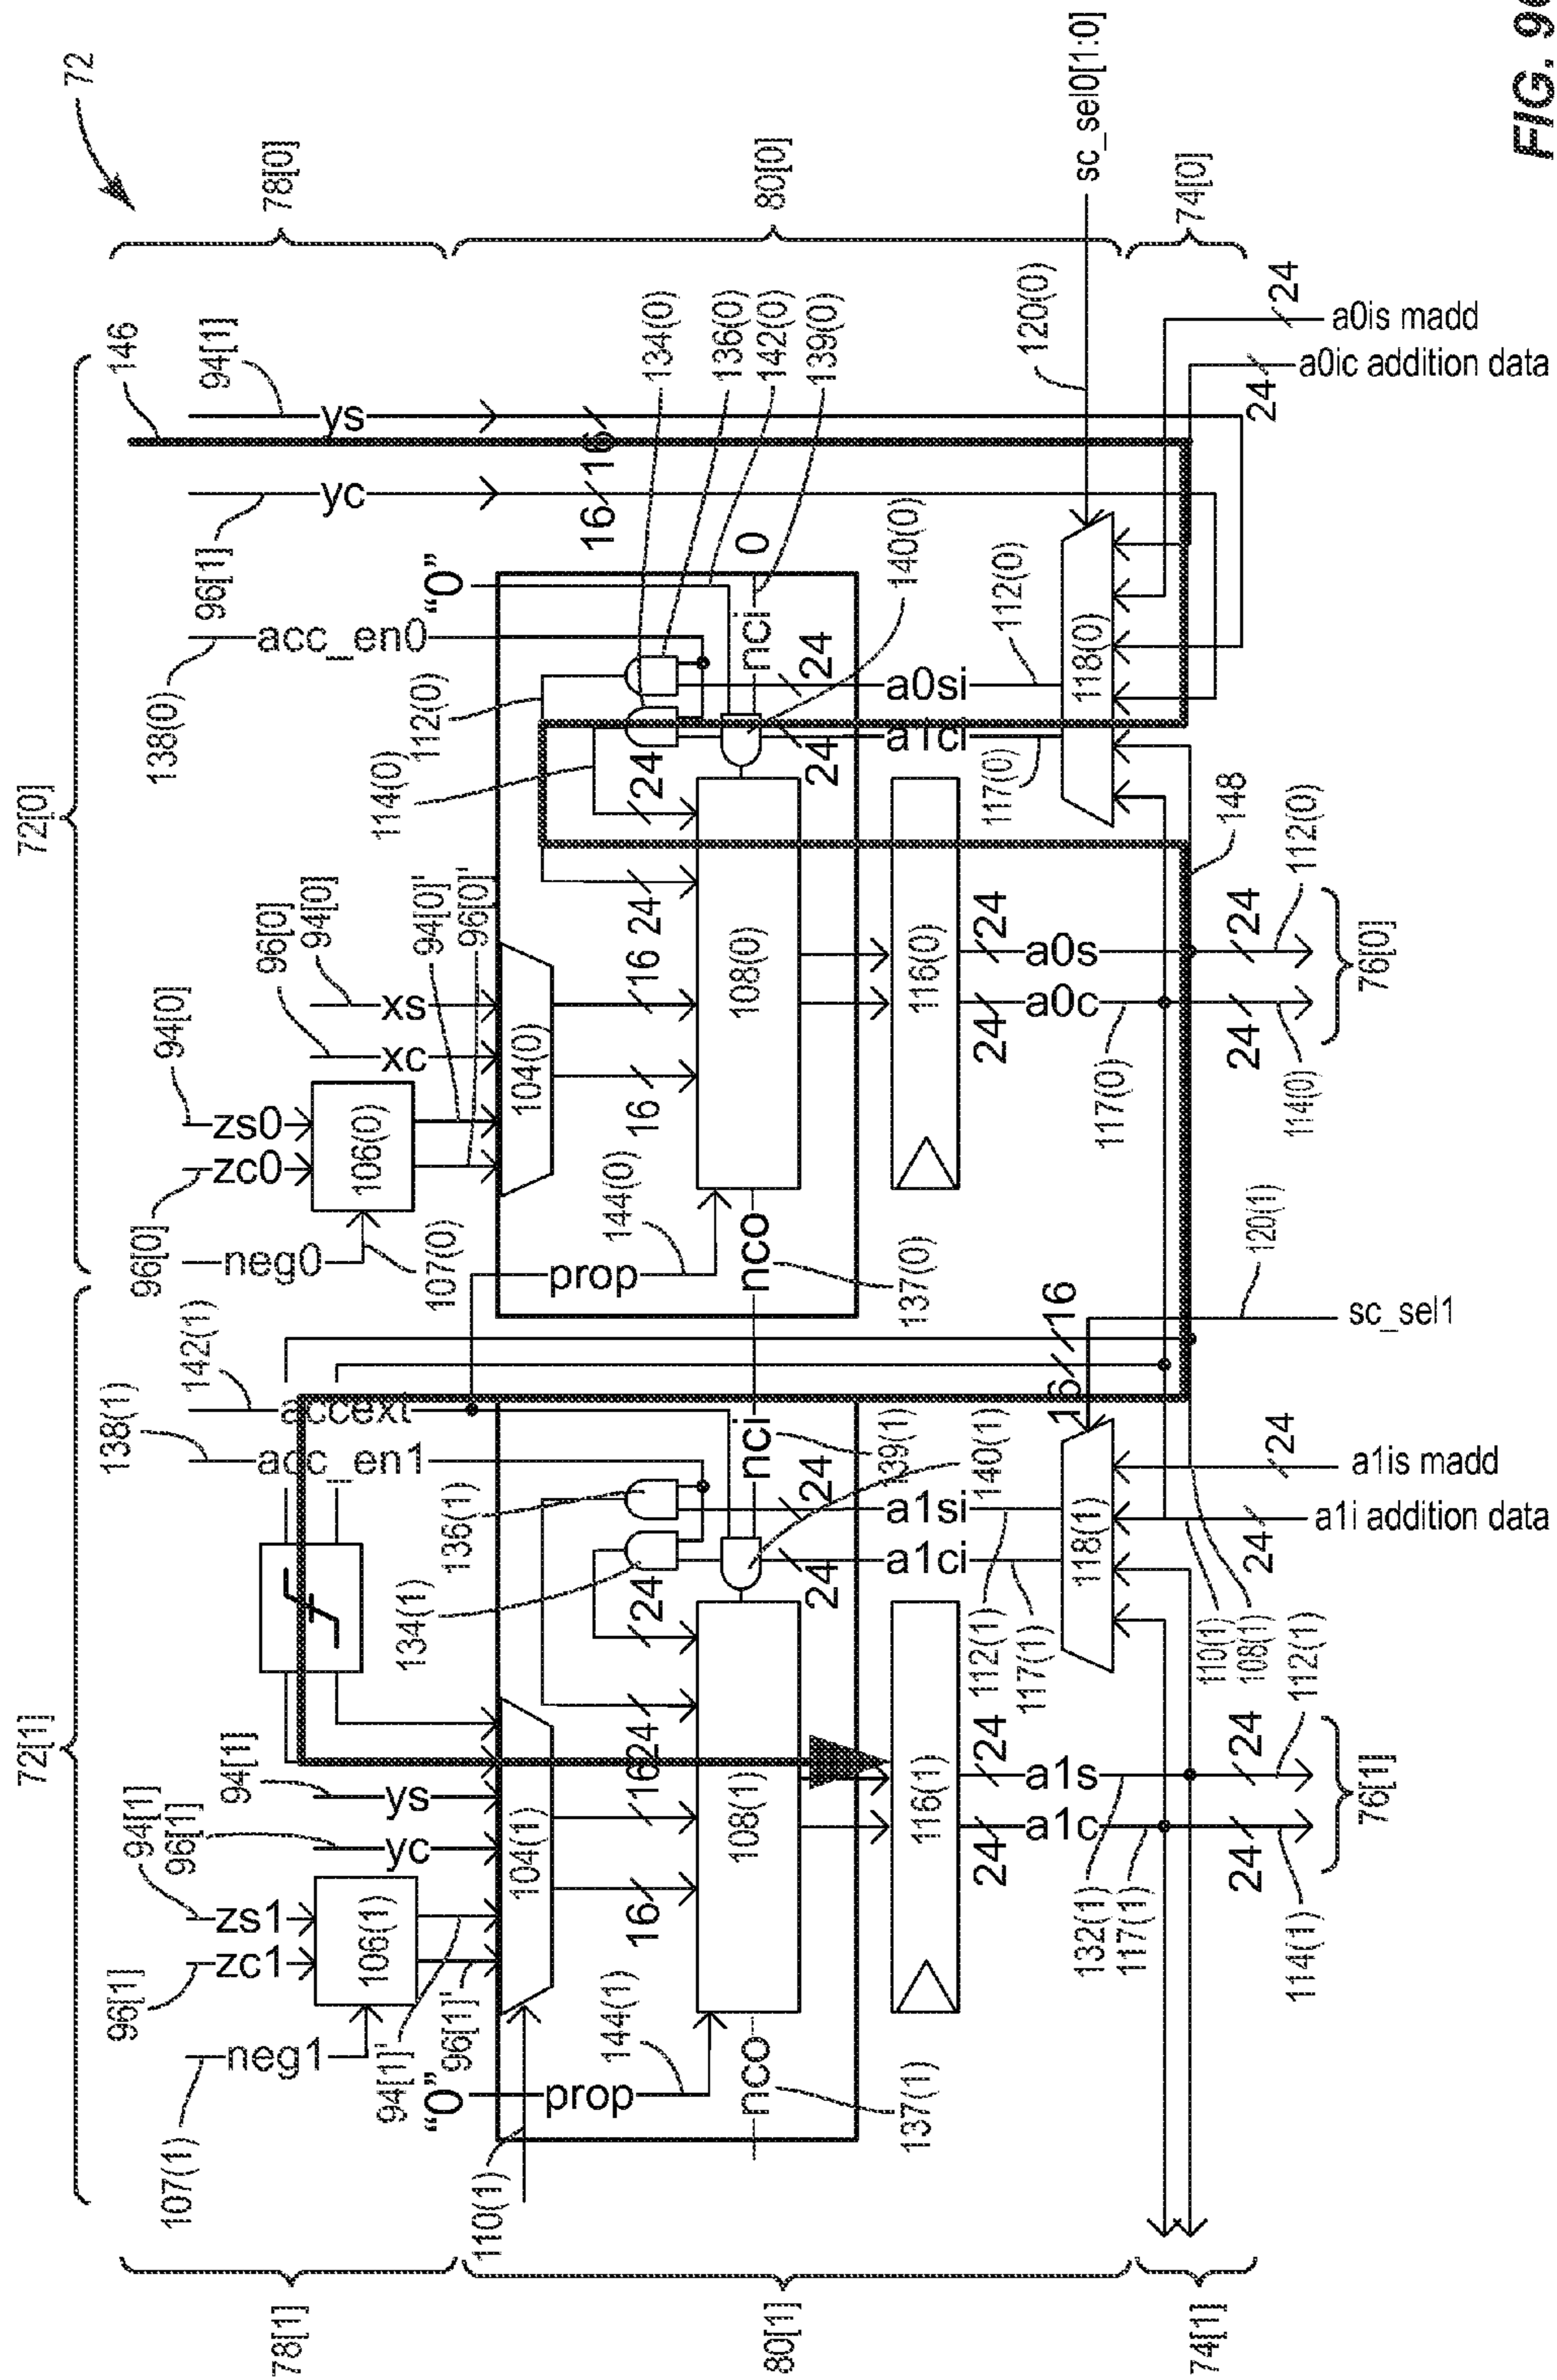 72
72[1]
72[0]
78[1]
78[0]
80[1]
80[0]
74[1]
74[0]
107(1)
96[1]
94[1]
96[1]
94[1]
138(1)
142(1)
96[0]
94[0]
96[0]
94[0]
138(0)
96[1]
94[1]
146
neg1
zc1
zs1
yc
ys
106(1)
94[1]'
96[1]'
acc_en1
accext
107(0)
neg0
zc0
zs0
xc
xs
106(0)
94[0]'
96[0]'
acc_en0
yc
ys
"0"
"0"
110(1)
prop
144(1)
104(1)
134(1)
136(1)
prop
144(0)
104(0)
114(0)
112(0)
134(0)
136(0)
142(0)
139(0)
16
16
16
16
24
24
16
16
24
24
nco
137(1)
108(1)
nci
139(1)
140(1)
nco
137(0)
108(0)
nci
0
140(0)
24
24
24
24
116(1)
116(0)
a1ci
a1si
a1ci
a0si
24
24
24
24
a1c
a1s
a0c
a0s
112(1)
117(1)
117(0)
112(0)
118(1)
118(0)
120(0)
sc_sel0[1:0]
16
16
132(1)
117(1)
110(1)
108(1)
117(0)
148
24
24
24
24
114(1)
112(1)
114(0)
112(0)
76[1]
76[0]
120(1)
sc_sel1
24
24
a1i addition data
a1is madd
24
24
a0ic addition data
a0is madd